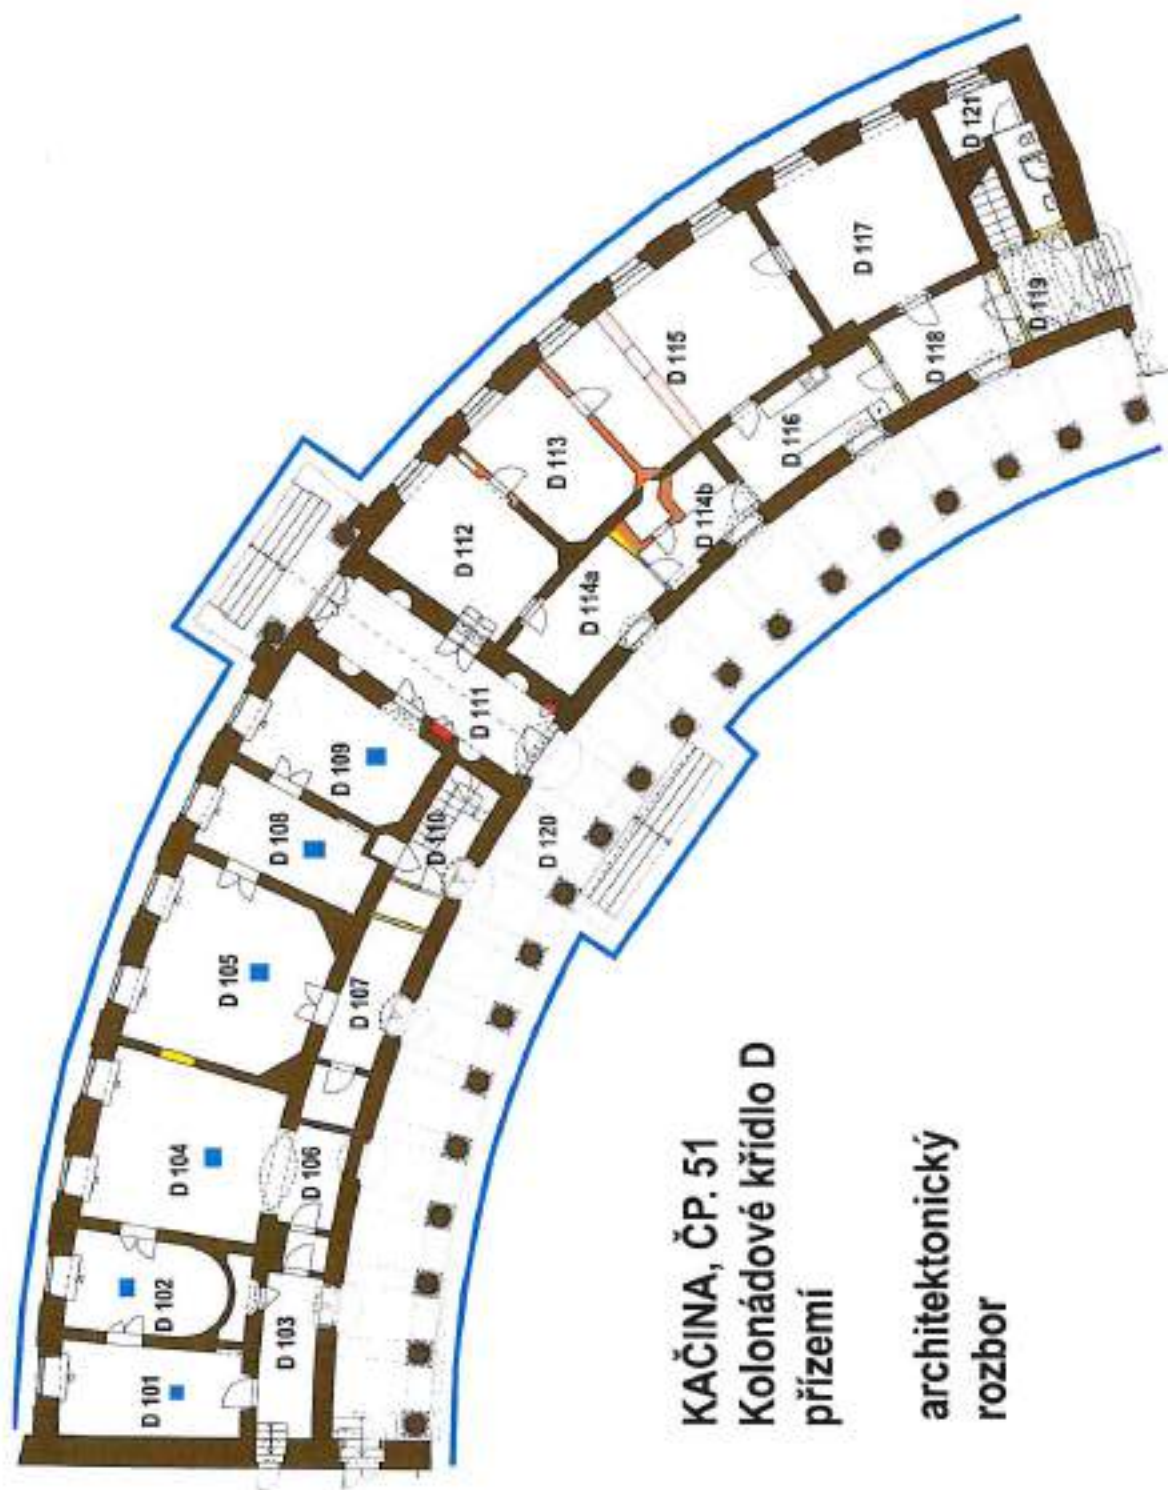 D 101
D 102
D 103
D 104
D 105
D 106
D 107
D 108
D 109
D 110
D 111
D 112
D 113
D 114a
D 114b
D 115
D 116
D 117
D 118
D 119
D 120
D 121
KAČINA, ČP. 51
Kolonádové křídlo D
přízemí
architektonický
rozbor